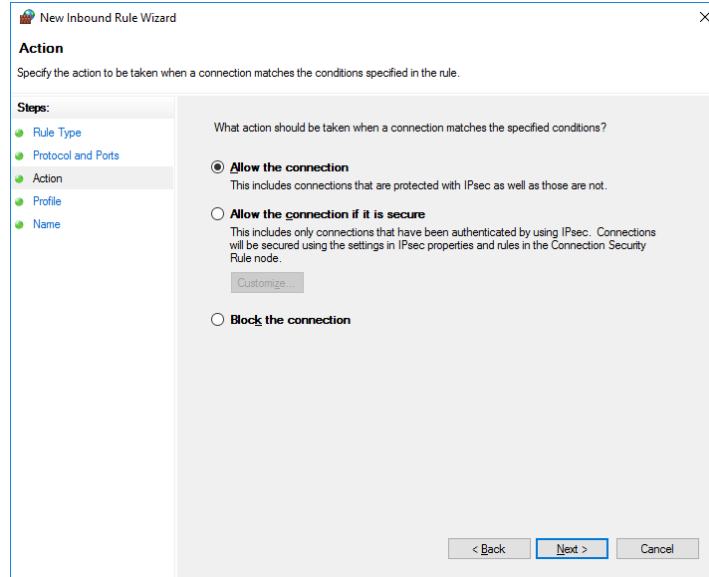 New Inbound Rule Wizard
Action
Specify the action to be taken when a connection matches the conditions specified in the rule.
Steps:
Rule Type
Protocol and Ports
Action
Profile
Name
What action should be taken when a connection matches the specified conditions?
Allow the connection
This includes connections that are protected with IPsec as well as those are not.
Allow the connection if it is secure
This includes only connections that have been authenticated by using IPsec. Connections
will be secured using the settings in IPsec properties and rules in the Connection Security
Rule node.
Customize...
Block the connection
< Back
Next >
Cancel